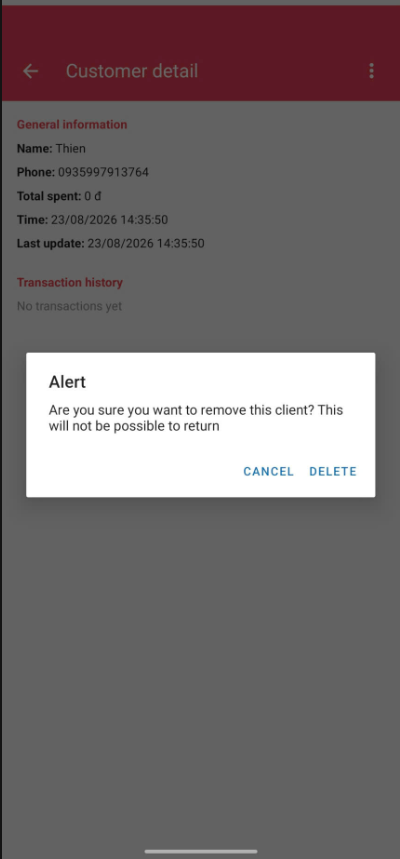 Customer detail
General information
Name: Thien
Phone: 0935997913764
Total spent: 0 đ
Time: 23/08/2026 14:35:50
Last update: 23/08/2026 14:35:50
Transaction history
No transactions yet
Alert
Are you sure you want to remove this client? This
will not be possible to return
CANCEL DELETE